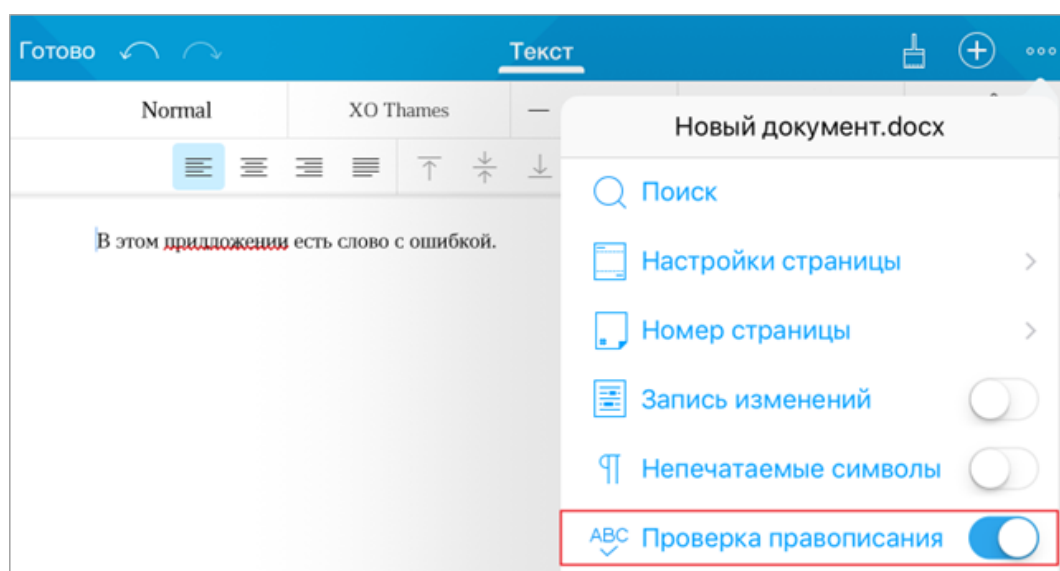 Готово Текст
Normal XO Thames
Новый документ.docx
Поиск
В этом придложении есть слово с ошибкой.
Настройки страницы
Номер страницы
Запись изменений
Непечатаемые символы
ABC Проверка правописания